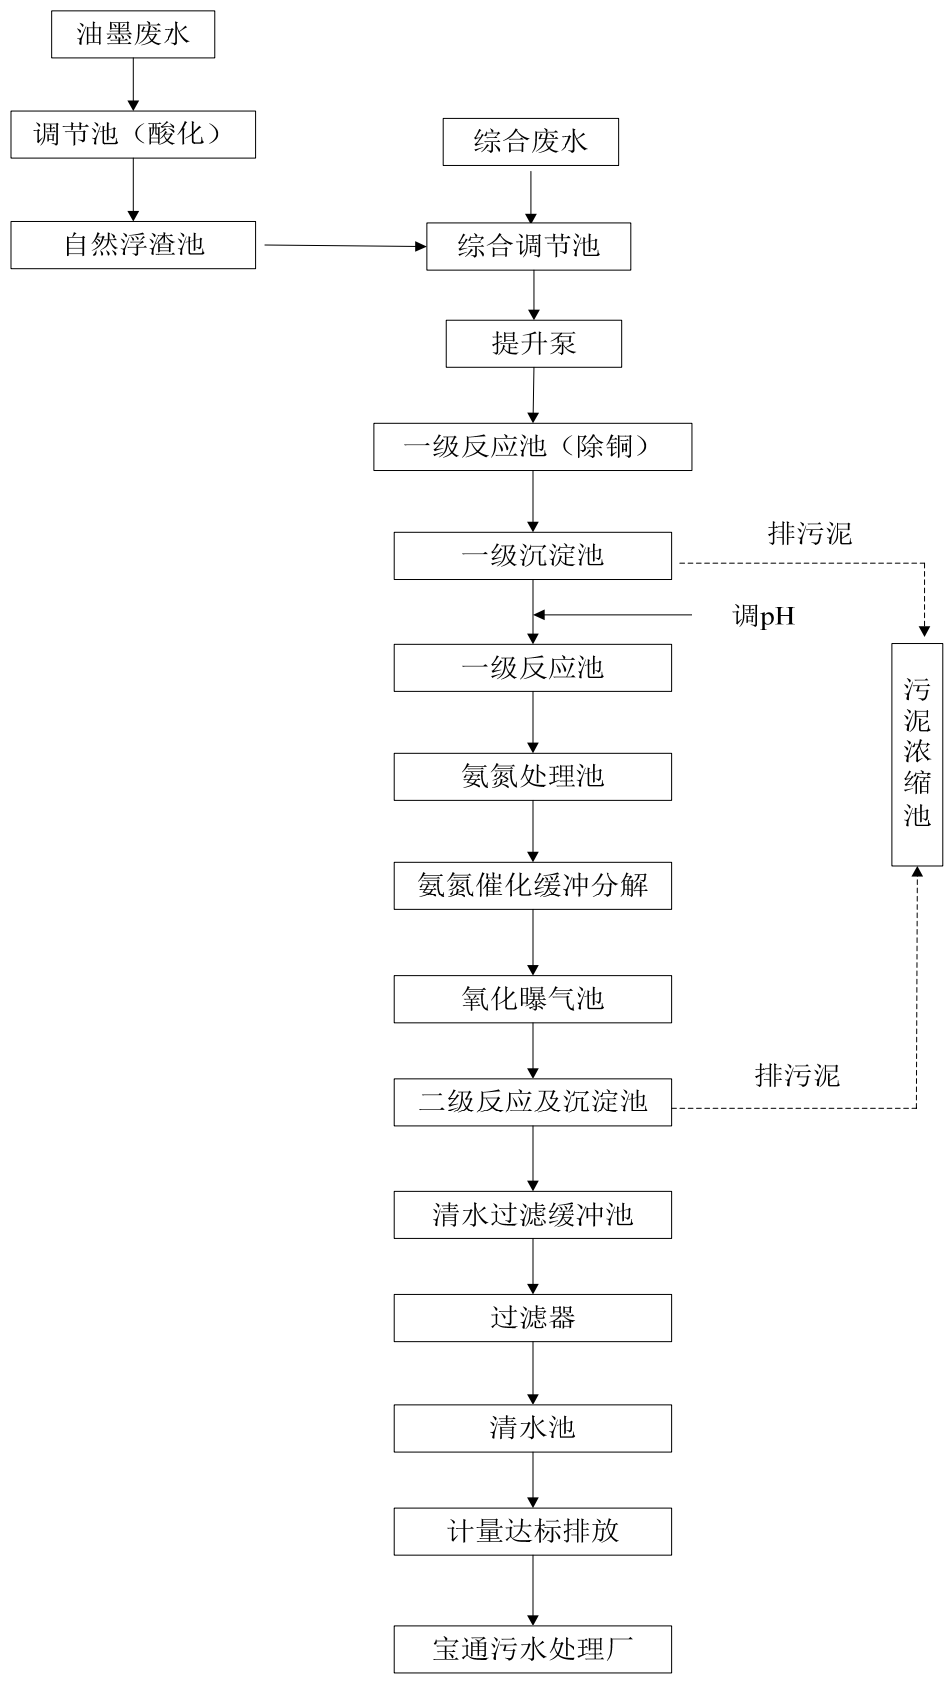 油墨废水
调节池（酸化）
综合废水
自然浮渣池
综合调节池
提升泵
一级反应池（除铜）
排污泥
一级沉淀池
调pH
一级反应池
污泥浓缩池
氨氮处理池
氨氮催化缓冲分解
氧化曝气池
排污泥
二级反应及沉淀池
清水过滤缓冲池
过滤器
清水池
计量达标排放
宝通污水处理厂